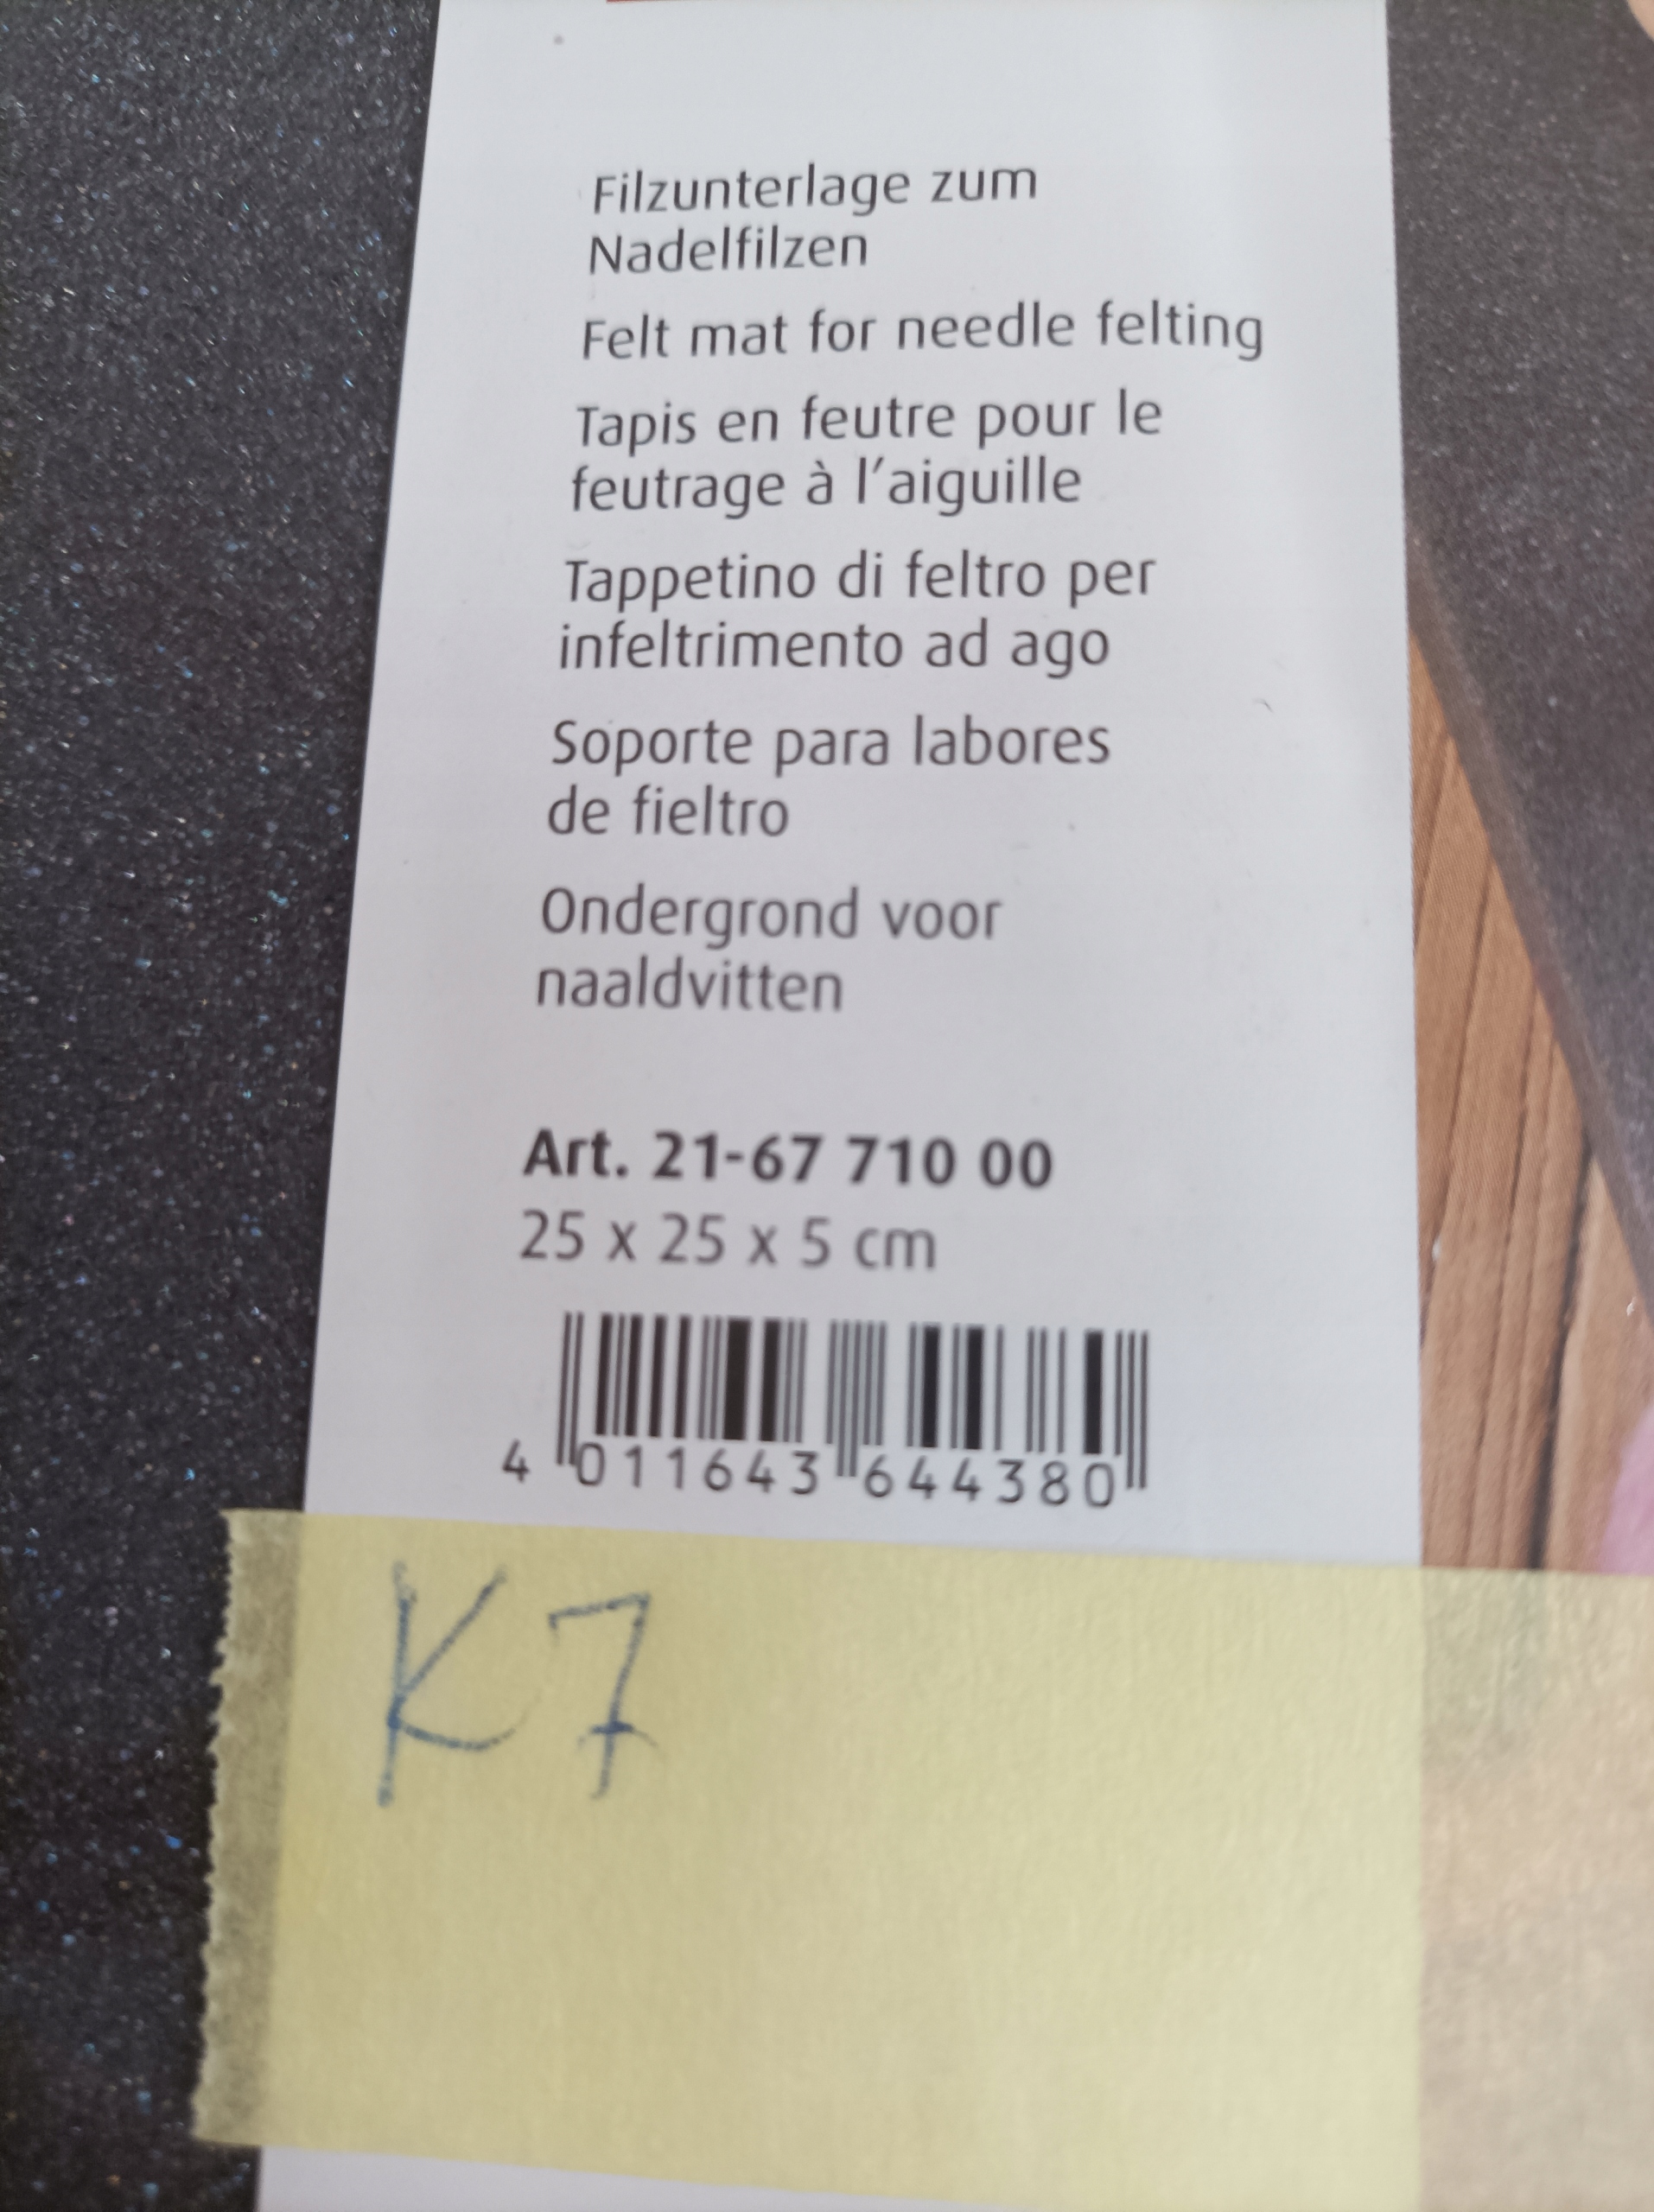 Filzunterlage zum
Nadelfilzen
Felt mat for needle felting
Tapis en feutre pour le
feutrage à l'aiguille
Tappetino di feltro per
infeltrimento ad ago
Soporte para labores
de fieltro
Ondergrond voor
naaldvitten
Art. 21-67 710 00
25 x 25 x 5 cm
4 011643 644380
K7